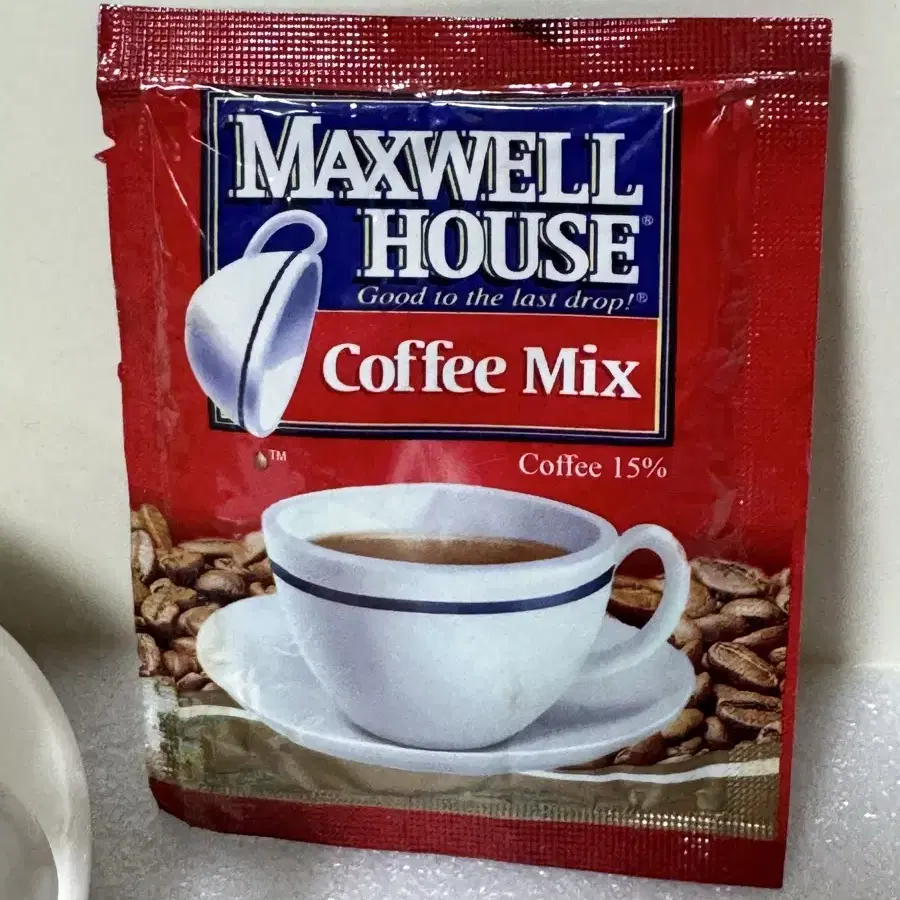 MAXWELL
HOUSE®
Good to the last drop!®
Coffee Mix
TM
Coffee 15%